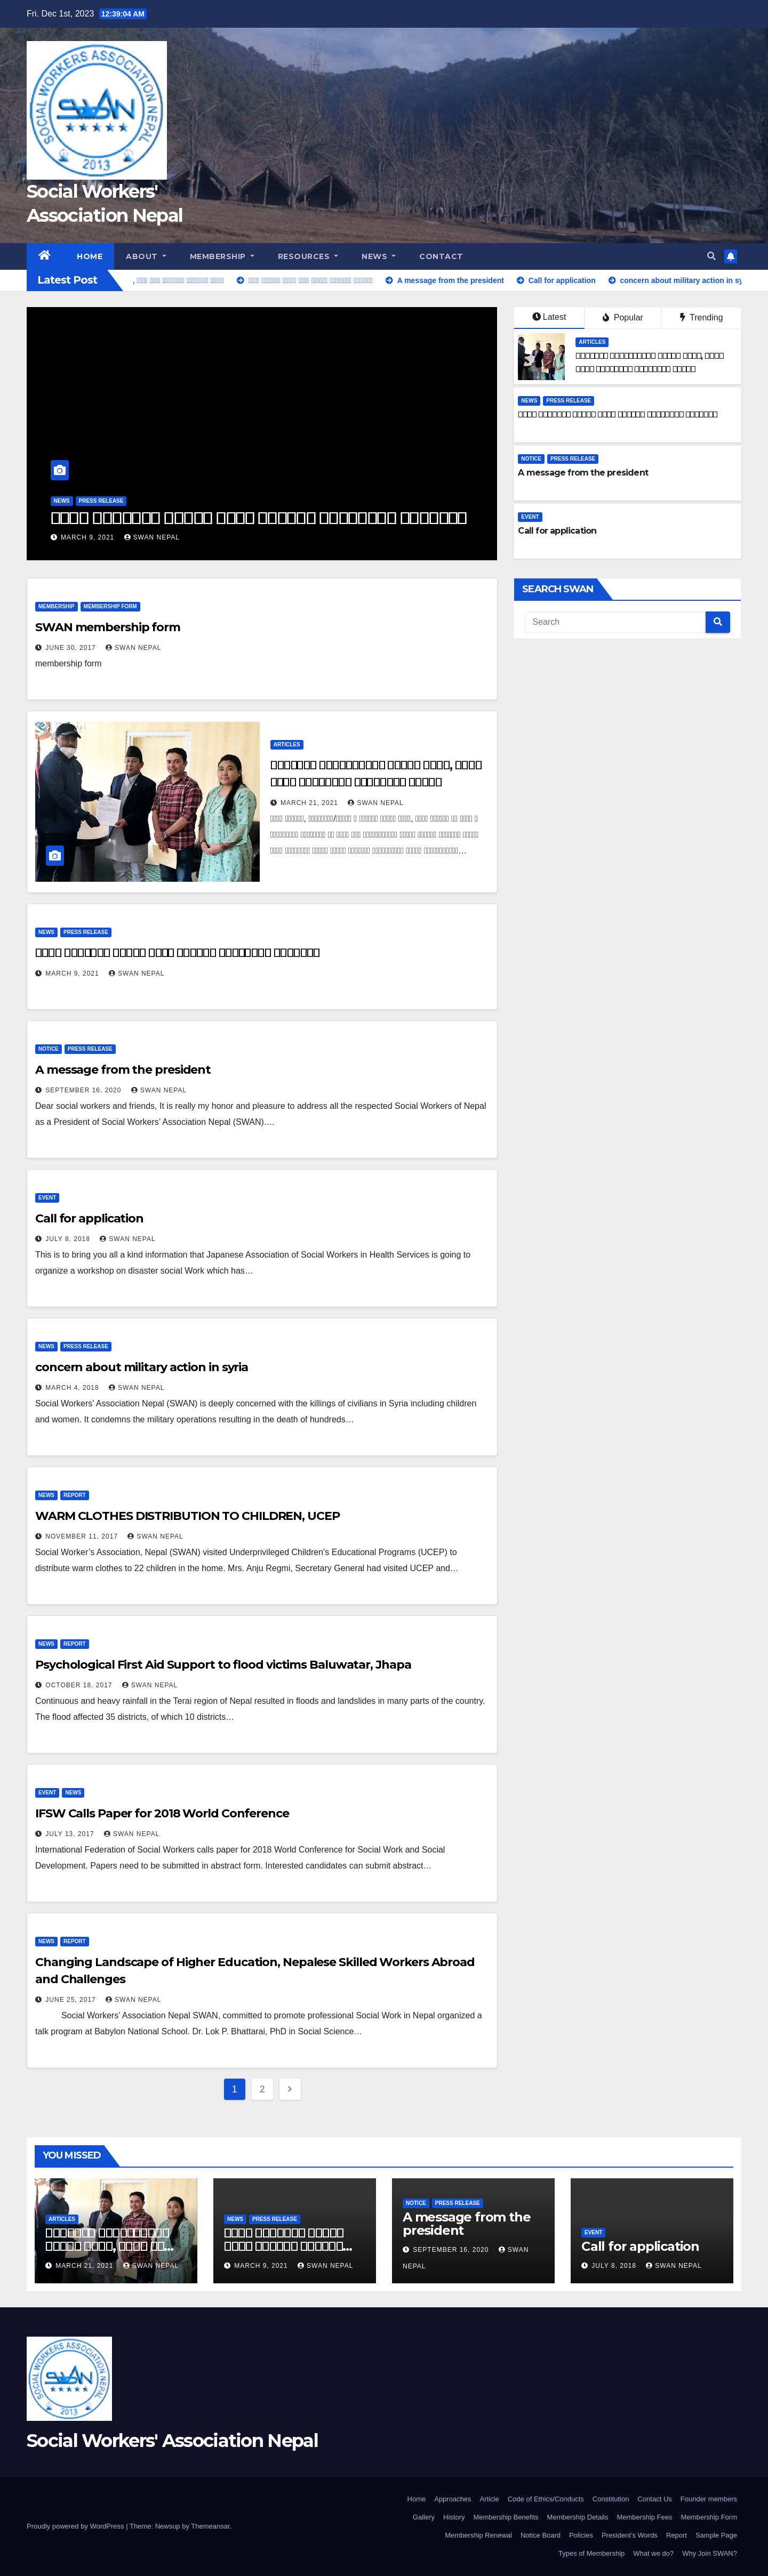 Fri. Dec 1st, 2023 12:39:04 AM
SOCIAL WORKERS ASSOCIATION NEPAL
SWAN
2013
Social Workers'
Association Nepal
HOME ABOUT MEMBERSHIP RESOURCES NEWS CONTACT
Latest Post A message from the president Call for application concern about military action in sy
Latest Popular Trending
ARTICLES
NEWS PRESS RELEASE
NOTICE PRESS RELEASE
A message from the president
EVENT
Call for application
NEWS PRESS RELEASE
MARCH 9, 2021 SWAN NEPAL
SEARCH SWAN
Search
MEMBERSHIP MEMBERSHIP FORM
SWAN membership form
JUNE 30, 2017 SWAN NEPAL
membership form
ARTICLES
MARCH 21, 2021 SWAN NEPAL
NEWS PRESS RELEASE
MARCH 9, 2021 SWAN NEPAL
NOTICE PRESS RELEASE
A message from the president
SEPTEMBER 16, 2020 SWAN NEPAL
Dear social workers and friends, It is really my honor and pleasure to address all the respected Social Workers of Nepal
as a President of Social Workers' Association Nepal (SWAN).…
EVENT
Call for application
JULY 8, 2018 SWAN NEPAL
This is to bring you all a kind information that Japanese Association of Social Workers in Health Services is going to
organize a workshop on disaster social Work which has…
NEWS PRESS RELEASE
concern about military action in syria
MARCH 4, 2018 SWAN NEPAL
Social Workers' Association Nepal (SWAN) is deeply concerned with the killings of civilians in Syria including children
and women. It condemns the military operations resulting in the death of hundreds…
NEWS REPORT
WARM CLOTHES DISTRIBUTION TO CHILDREN, UCEP
NOVEMBER 11, 2017 SWAN NEPAL
Social Worker's Association, Nepal (SWAN) visited Underprivileged Children's Educational Programs (UCEP) to
distribute warm clothes to 22 children in the home. Mrs. Anju Regmi, Secretary General had visited UCEP and…
NEWS REPORT
Psychological First Aid Support to flood victims Baluwatar, Jhapa
OCTOBER 18, 2017 SWAN NEPAL
Continuous and heavy rainfall in the Terai region of Nepal resulted in floods and landslides in many parts of the country.
The flood affected 35 districts, of which 10 districts…
EVENT NEWS
IFSW Calls Paper for 2018 World Conference
JULY 13, 2017 SWAN NEPAL
International Federation of Social Workers calls paper for 2018 World Conference for Social Work and Social
Development. Papers need to be submitted in abstract form. Interested candidates can submit abstract…
NEWS REPORT
Changing Landscape of Higher Education, Nepalese Skilled Workers Abroad
and Challenges
JUNE 25, 2017 SWAN NEPAL
Social Workers' Association Nepal SWAN, committed to promote professional Social Work in Nepal organized a
talk program at Babylon National School. Dr. Lok P. Bhattarai, PhD in Social Science…
1 2
YOU MISSED
ARTICLES
MARCH 21, 2021 SWAN NEPAL
NEWS PRESS RELEASE
MARCH 9, 2021 SWAN NEPAL
NOTICE PRESS RELEASE
A message from the
president
SEPTEMBER 16, 2020 SWAN
NEPAL
EVENT
Call for application
JULY 8, 2018 SWAN NEPAL
SOCIAL WORKERS ASSOCIATION NEPAL
SWAN
2013
Social Workers' Association Nepal
Home Approaches Article Code of Ethics/Conducts Constitution Contact Us Founder members
Gallery History Membership Benefits Membership Details Membership Fees Membership Form
Membership Renewal Notice Board Policies President's Words Report Sample Page
Types of Membership What we do? Why Join SWAN?
Proudly powered by WordPress | Theme: Newsup by Themeansar.